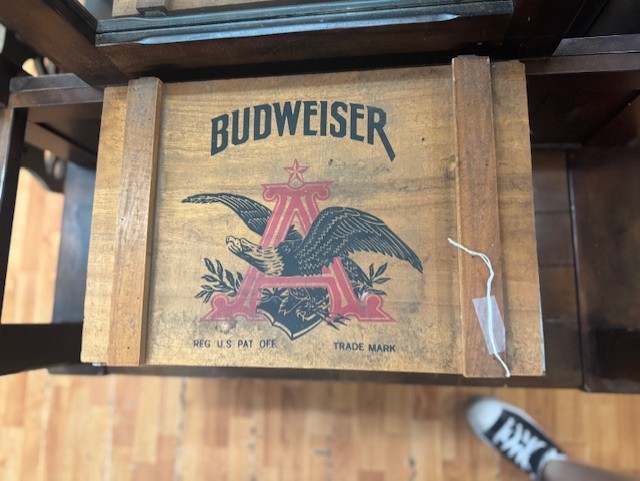 BUDWEISER
A
REG U.S PAT OFF. TRADE MARK